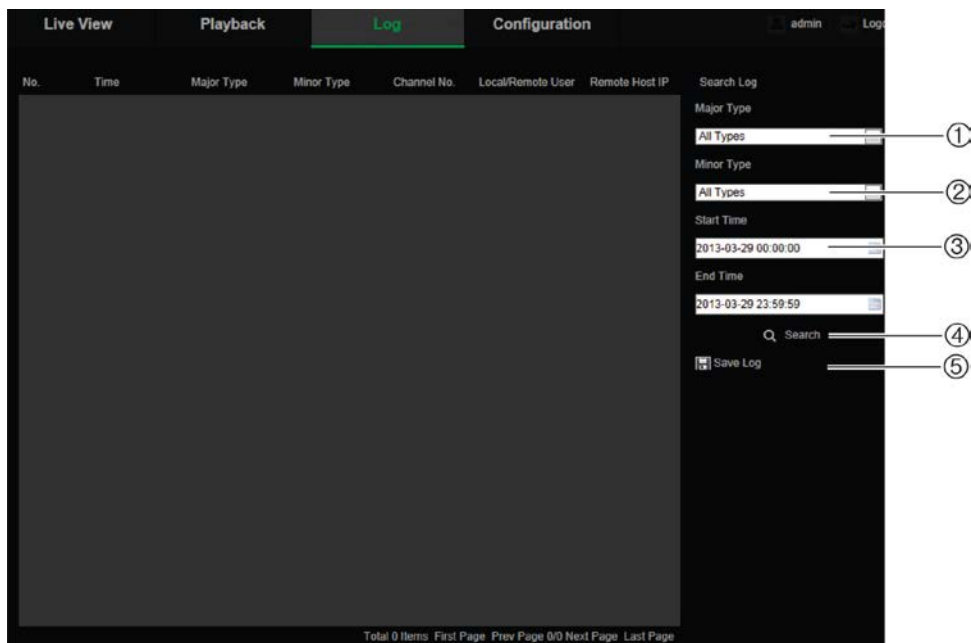 Live View Playback Log Configuration admin Logo
No. Time Major Type Minor Type Channel No. Local/Remote User Remote Host IP Search Log
Major Type
All Types ①
Minor Type
All Types ②
Start Time
2013-03-29 00:00:00 ③
End Time
2013-03-29 23:59:59
Search ④
Save Log ⑤
Total 0 Items First Page Prev Page 0/0 Next Page Last Page